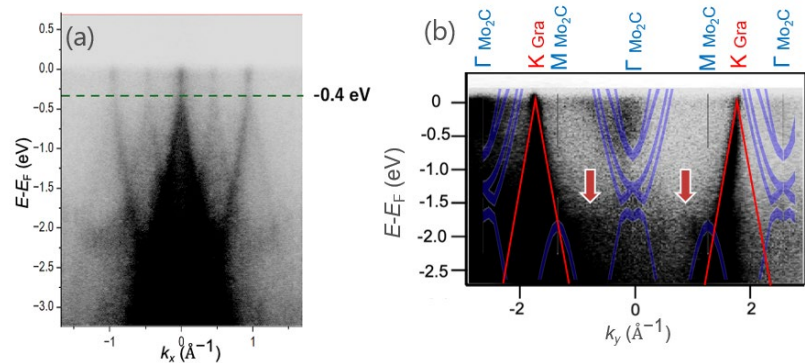 (a)
0.0
-0.5
-1.0
-1.5
-2.0
-2.5
-3.0
E-EF (eV)
-0.4 eV
-1
0
1
kx (Å⁻¹)
(b)
Γ Mo₂C
K Gra
M Mo₂C
Γ Mo₂C
M Mo₂C
K Gra
Γ Mo₂C
0
-0.5
-1.0
-1.5
-2.0
-2.5
E-EF (eV)
-2
0
2
ky (Å⁻¹)